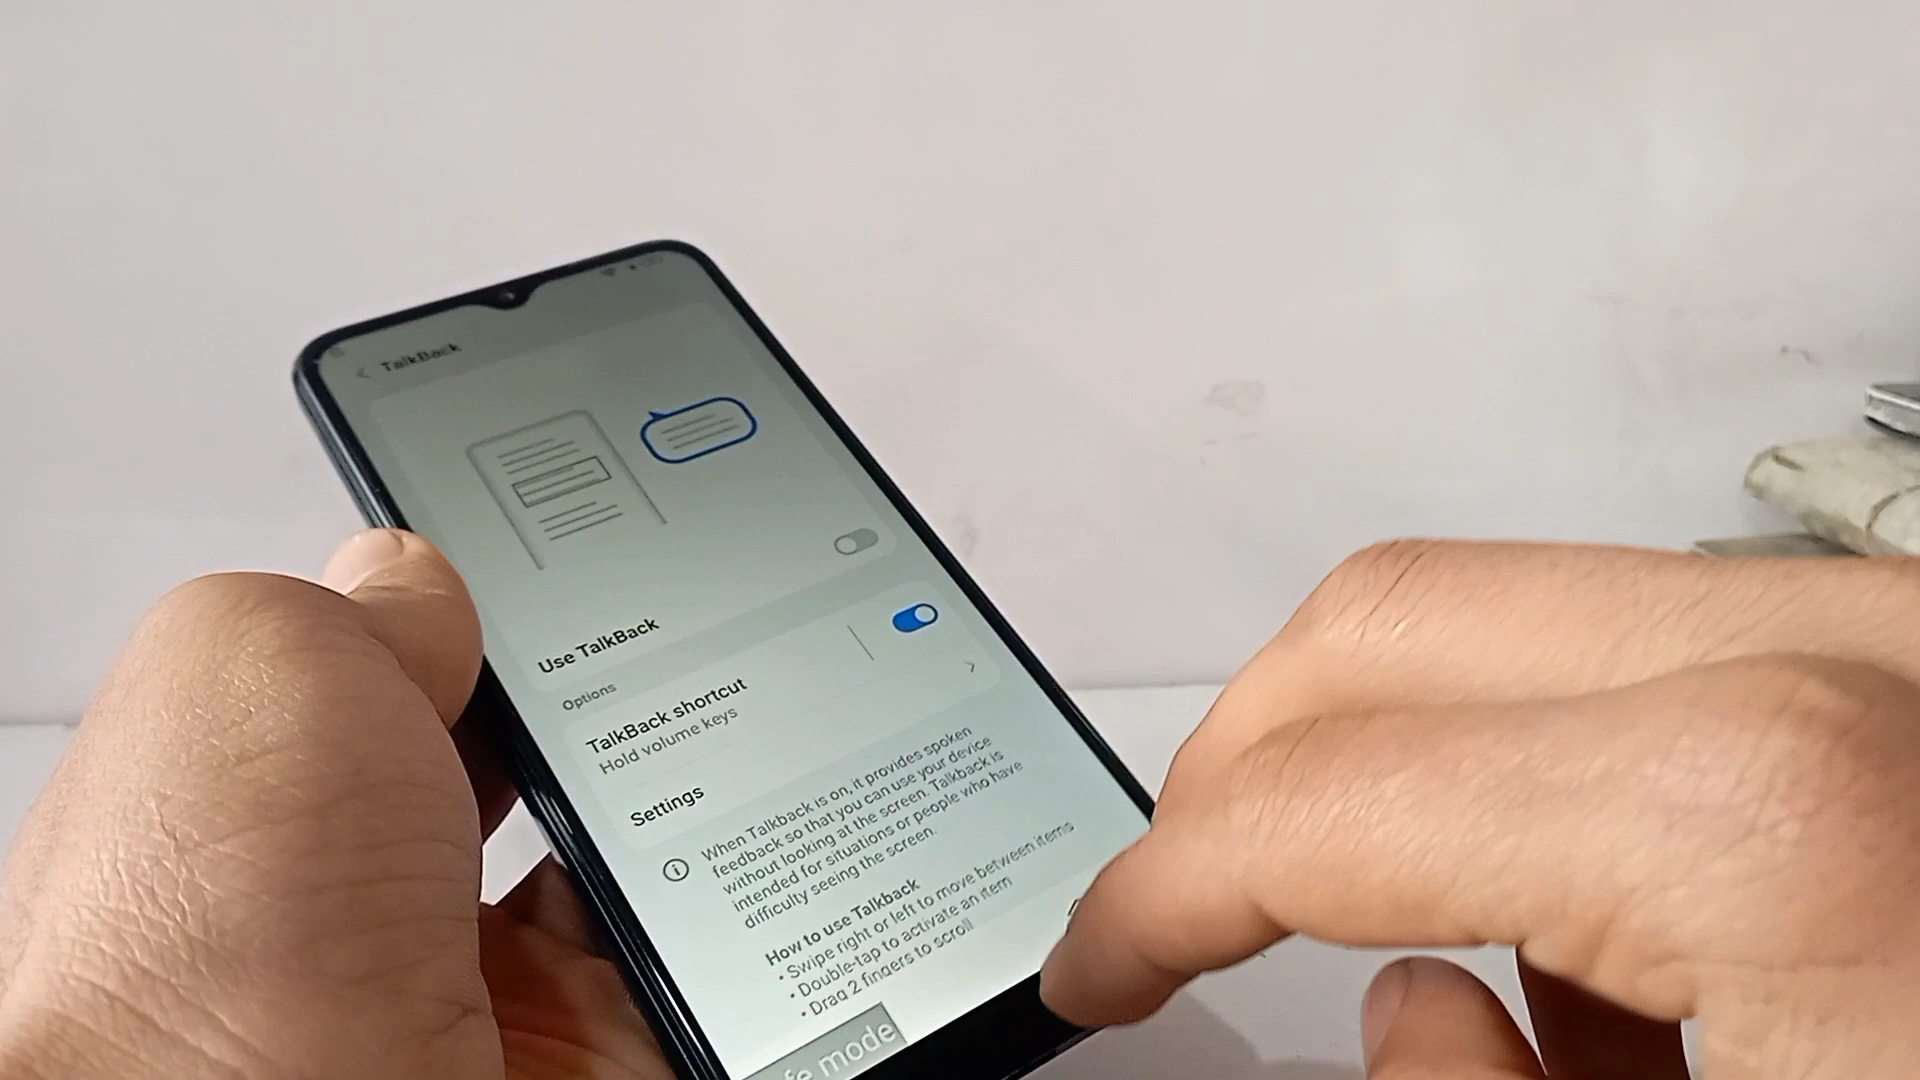 TalkBack
Use TalkBack
Options
TalkBack shortcut
Hold volume keys
Settings
When Talkback is on, it provides spoken
feedback so that you can use your device
without looking at the screen. Talkback is
intended for situations or people who have
difficulty seeing the screen.
How to use Talkback
• Swipe right or left to move between items
• Double-tap to activate an item
• Drag 2 fingers to scroll
fe mode